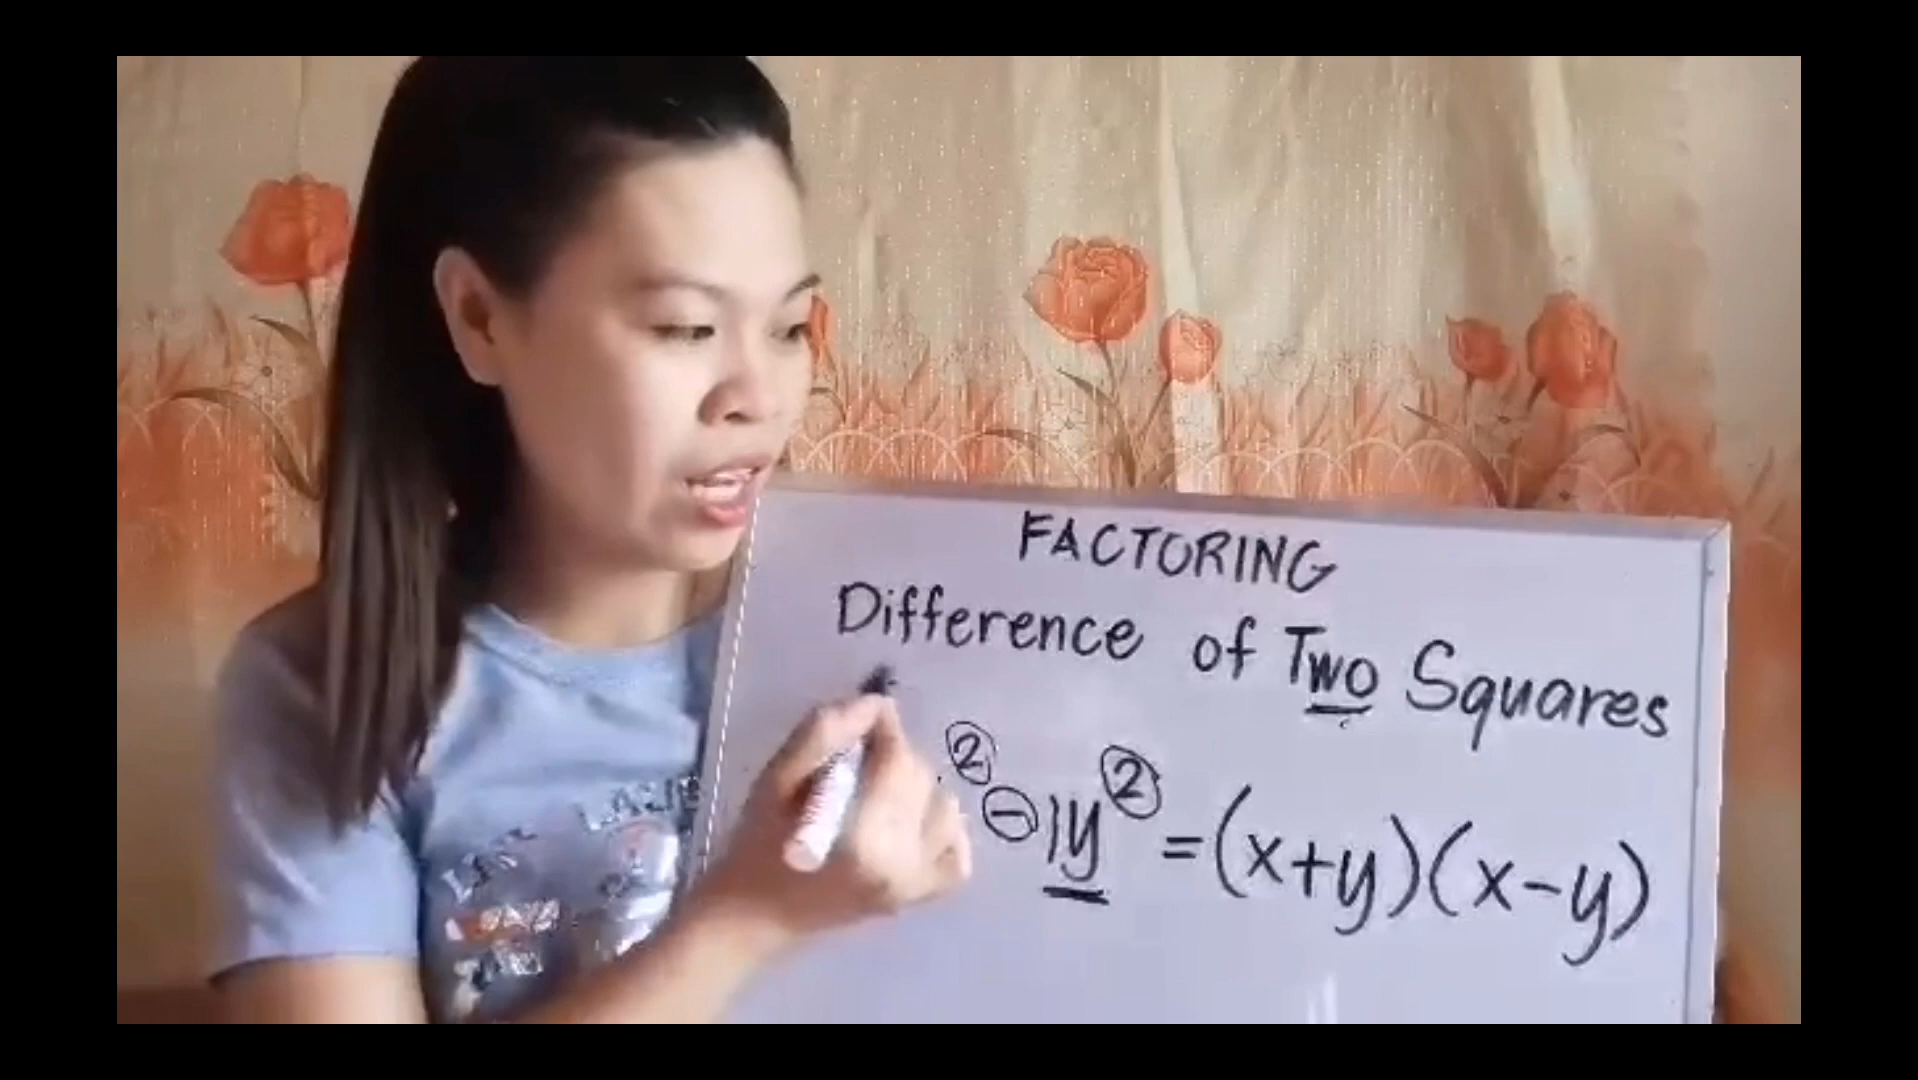 FACTORING
Difference of Two Squares
² − 1y² = (x+y)(x−y)